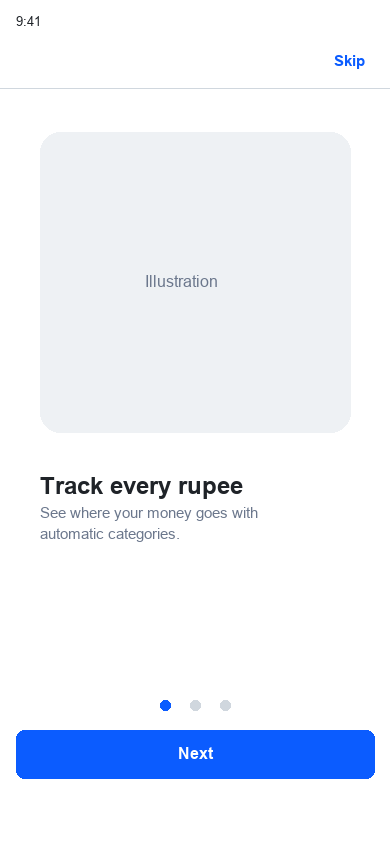 9:41
Skip
Illustration
Track every rupee
See where your money goes with
automatic categories.
Next